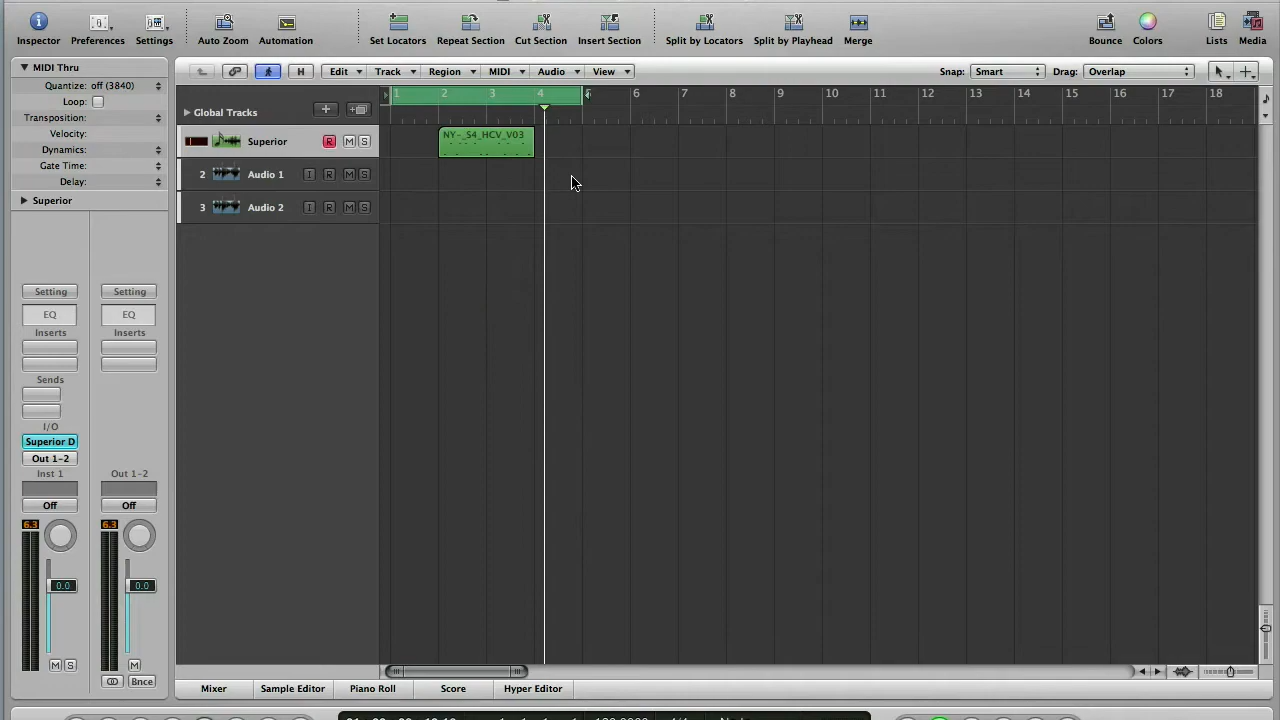 Inspector Preferences Settings Auto Zoom Automation Set Locators Repeat Section Cut Section Insert Section Split by Locators Split by Playhead Merge Bounce Colors Lists Media
MIDI Thru
H Edit Track Region MIDI Audio View Snap: Smart Drag: Overlap
Quantize: off (3840)
Loop:
Transposition:
Velocity:
Dynamics:
Gate Time:
Delay:
Superior
1 2 3 4 5 6 7 8 9 10 11 12 13 14 15 16 17 18
Global Tracks
Superior R M S
NY-_S4_HCV_V03
2 Audio 1 I R M S
3 Audio 2 I R M S
Setting Setting
EQ EQ
Inserts Inserts
Sends
I/O
Superior D
Out 1-2
Inst 1 Out 1-2
Off Off
6.3 6.3
0.0 0.0
M S M
Bnce
Mixer Sample Editor Piano Roll Score Hyper Editor